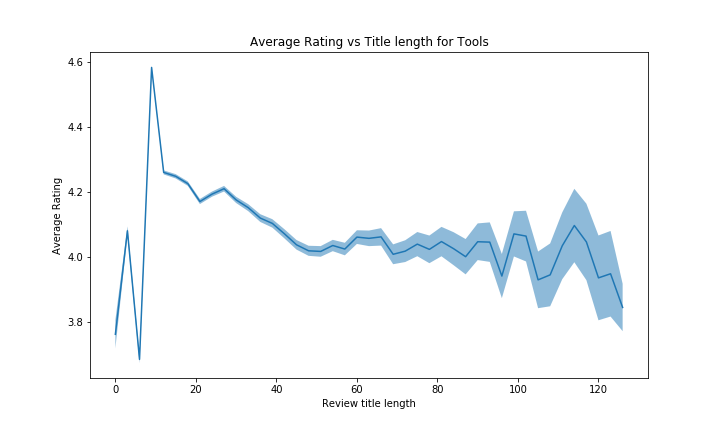 Average Rating vs Title length for Tools
4.6
4.4
4.2
4.0
3.8
Average Rating
0 20 40 60 80 100 120
Review title length